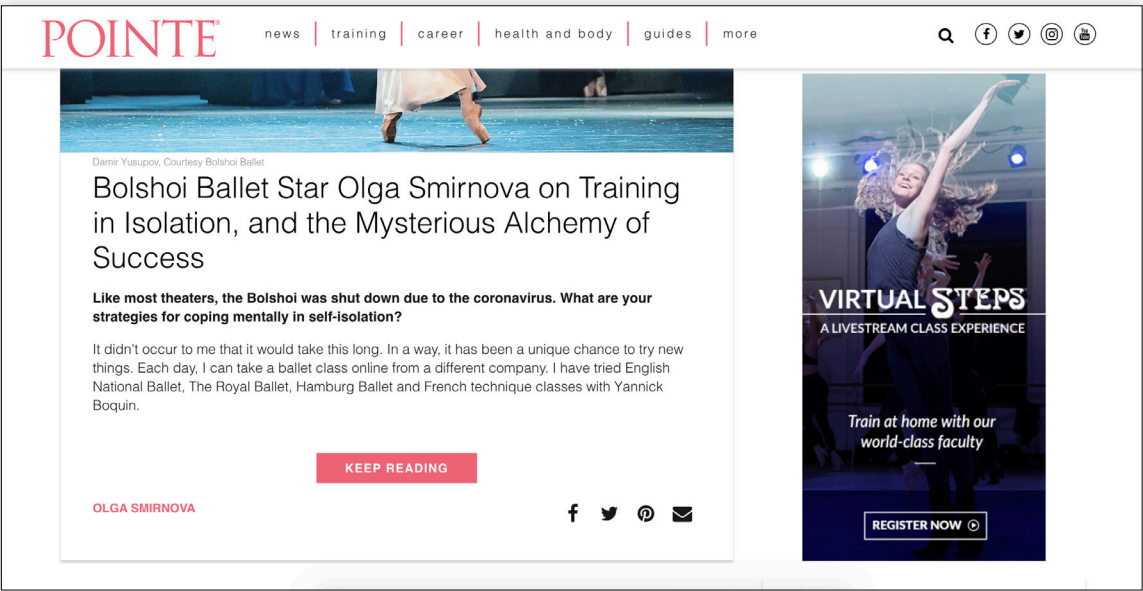 POINTE®
news | training | career | health and body | guides | more
Damir Yusupov, Courtesy Bolshoi Ballet
Bolshoi Ballet Star Olga Smirnova on Training
in Isolation, and the Mysterious Alchemy of
Success
Like most theaters, the Bolshoi was shut down due to the coronavirus. What are your
strategies for coping mentally in self-isolation?
It didn't occur to me that it would take this long. In a way, it has been a unique chance to try new
things. Each day, I can take a ballet class online from a different company. I have tried English
National Ballet, The Royal Ballet, Hamburg Ballet and French technique classes with Yannick
Boquin.
KEEP READING
OLGA SMIRNOVA
VIRTUAL STEPS
A LIVESTREAM CLASS EXPERIENCE
Train at home with our
world-class faculty
REGISTER NOW